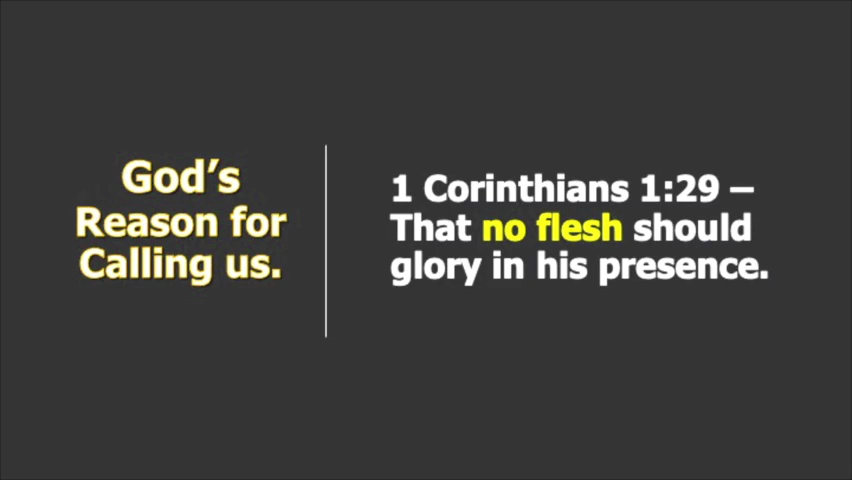 God’s
Reason for
Calling us.
1 Corinthians 1:29 –
That no flesh should
glory in his presence.